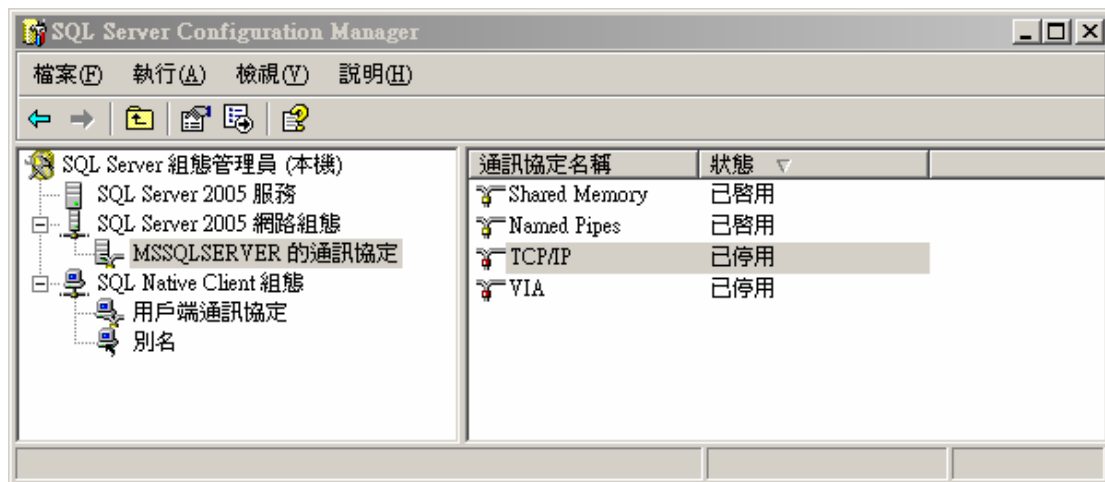 SQL Server Configuration Manager
檔案(F) 執行(A) 檢視(V) 說明(H)
SQL Server 組態管理員 (本機)
SQL Server 2005 服務
SQL Server 2005 網路組態
MSSQLSERVER 的通訊協定
SQL Native Client 組態
用戶端通訊協定
別名
通訊協定名稱 狀態
Shared Memory 已啓用
Named Pipes 已啓用
TCP/IP 已停用
VIA 已停用